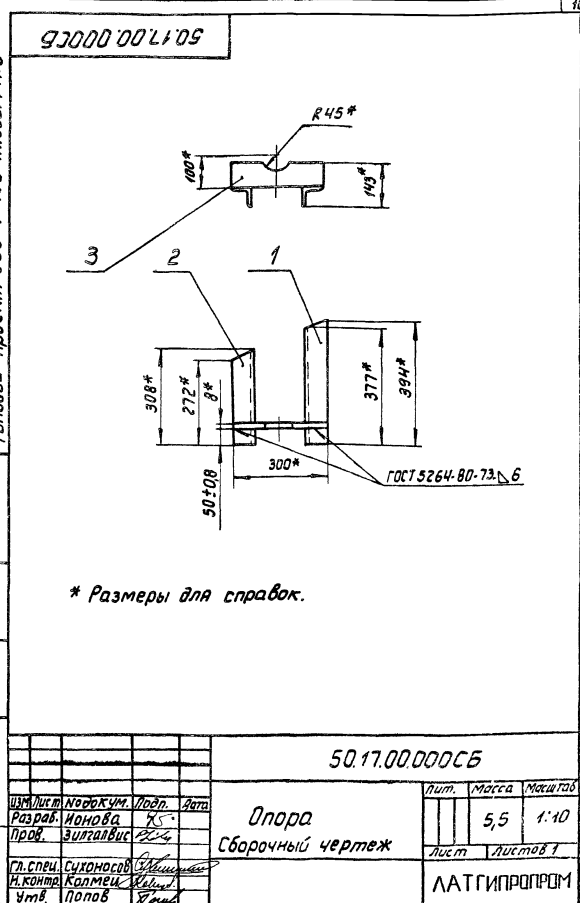 50.17.00.000СБ
R45*
100*
143*
3
2
1
308*
272*
8*
377*
394*
300*
50±0,8
ГОСТ 5264-80-Т3-⊿6
* Размеры для справок.
50.17.00.000СБ
Изм Лист № докум. Подп. Дата
Разраб. Ионова
Пров. Зилгалвис
Гл.спец. Сухоносов
Н.контр. Колмец
Утв. Попов
Опора
Сборочный чертеж
Лит. Масса Масштаб
5,5 1:10
Лист Листов 1
ЛАТГИПРОПРОМ